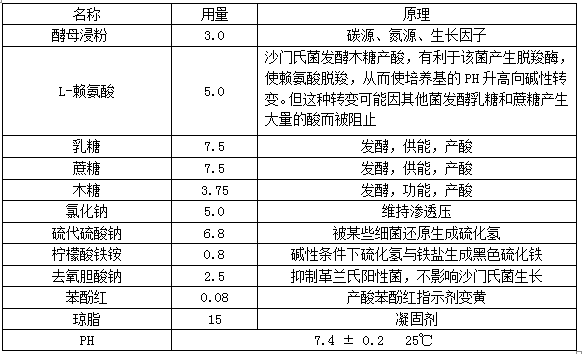 名称 用量 原理
酵母浸粉 3.0 碳源、氮源、生长因子
L-赖氨酸 5.0 沙门氏菌发酵木糖产酸，有利于该菌产生脱羧酶，
使赖氨酸脱羧，从而使培养基的PH升高向碱性转
变。但这种转变可能因其他菌发酵乳糖和蔗糖产生
大量的酸而被阻止
乳糖 7.5 发酵，供能，产酸
蔗糖 7.5 发酵，供能，产酸
木糖 3.75 发酵，功能，产酸
氯化钠 5.0 维持渗透压
硫代硫酸钠 6.8 被某些细菌还原生成硫化氢
柠檬酸铁铵 0.8 碱性条件下硫化氢与铁盐生成黑色硫化铁
去氧胆酸钠 2.5 抑制革兰氏阳性菌，不影响沙门氏菌生长
苯酚红 0.08 产酸苯酚红指示剂变黄
琼脂 15 凝固剂
PH 7.4 ± 0.2 25℃